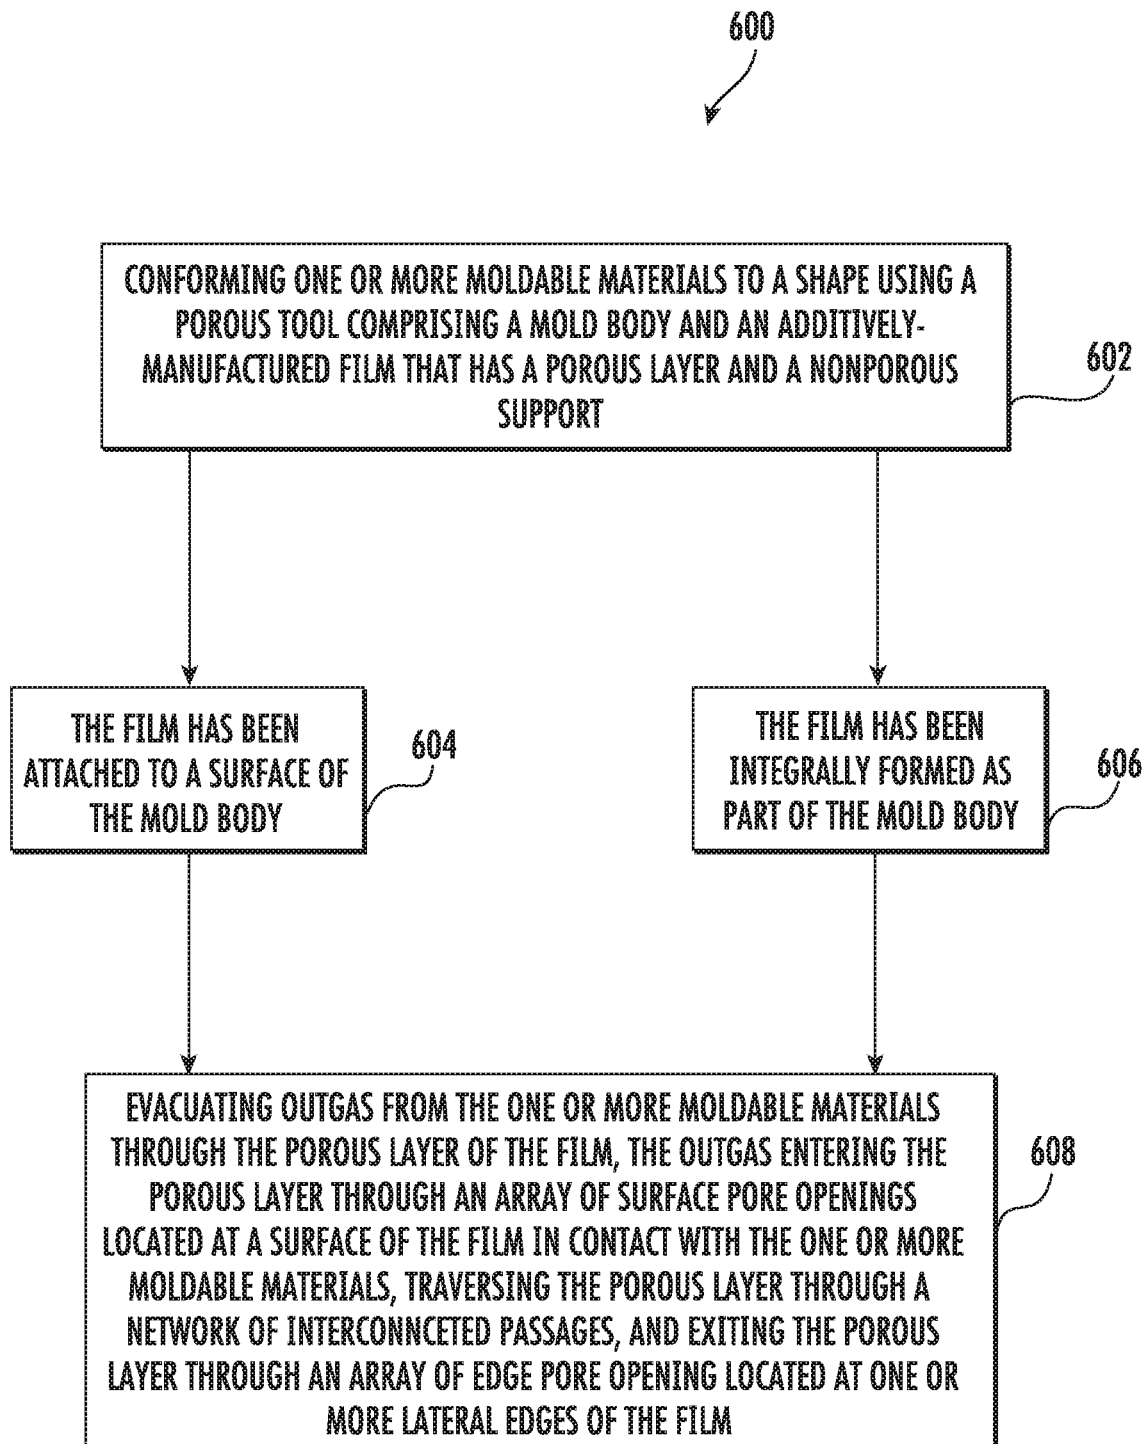 600
CONFORMING ONE OR MORE MOLDABLE MATERIALS TO A SHAPE USING A
POROUS TOOL COMPRISING A MOLD BODY AND AN ADDITIVELY-
MANUFACTURED FILM THAT HAS A POROUS LAYER AND A NONPOROUS
SUPPORT
602
THE FILM HAS BEEN
ATTACHED TO A SURFACE OF
THE MOLD BODY
604
THE FILM HAS BEEN
INTEGRALLY FORMED AS
PART OF THE MOLD BODY
606
EVACUATING OUTGAS FROM THE ONE OR MORE MOLDABLE MATERIALS
THROUGH THE POROUS LAYER OF THE FILM, THE OUTGAS ENTERING THE
POROUS LAYER THROUGH AN ARRAY OF SURFACE PORE OPENINGS
LOCATED AT A SURFACE OF THE FILM IN CONTACT WITH THE ONE OR MORE
MOLDABLE MATERIALS, TRAVERSING THE POROUS LAYER THROUGH A
NETWORK OF INTERCONNCETED PASSAGES, AND EXITING THE POROUS
LAYER THROUGH AN ARRAY OF EDGE PORE OPENING LOCATED AT ONE OR
MORE LATERAL EDGES OF THE FILM
608